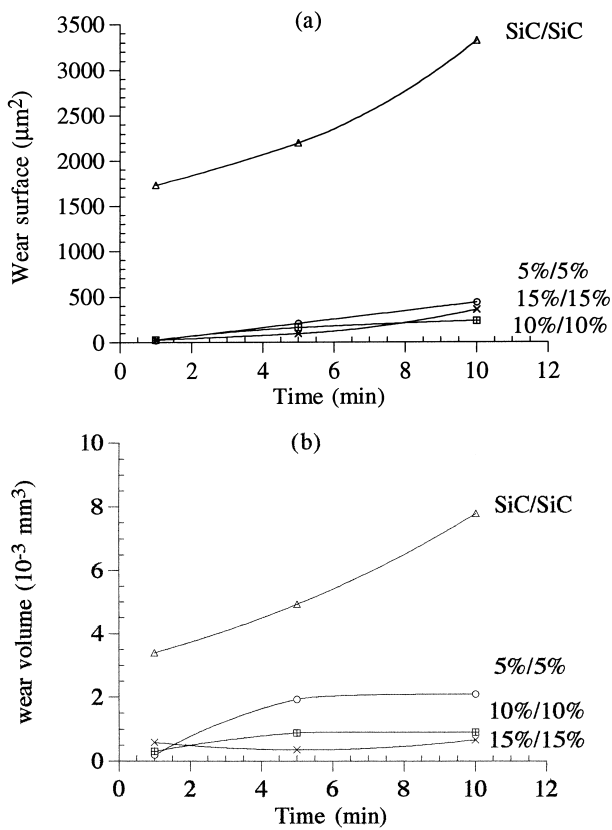 (a)
3500
3000
2500
2000
1500
1000
500
0
Wear surface (μm²)
SiC/SiC
5%/5%
15%/15%
10%/10%
0 2 4 6 8 10 12
Time (min)
(b)
10
8
6
4
2
0
wear volume (10⁻³ mm³)
SiC/SiC
5%/5%
10%/10%
15%/15%
0 2 4 6 8 10 12
Time (min)